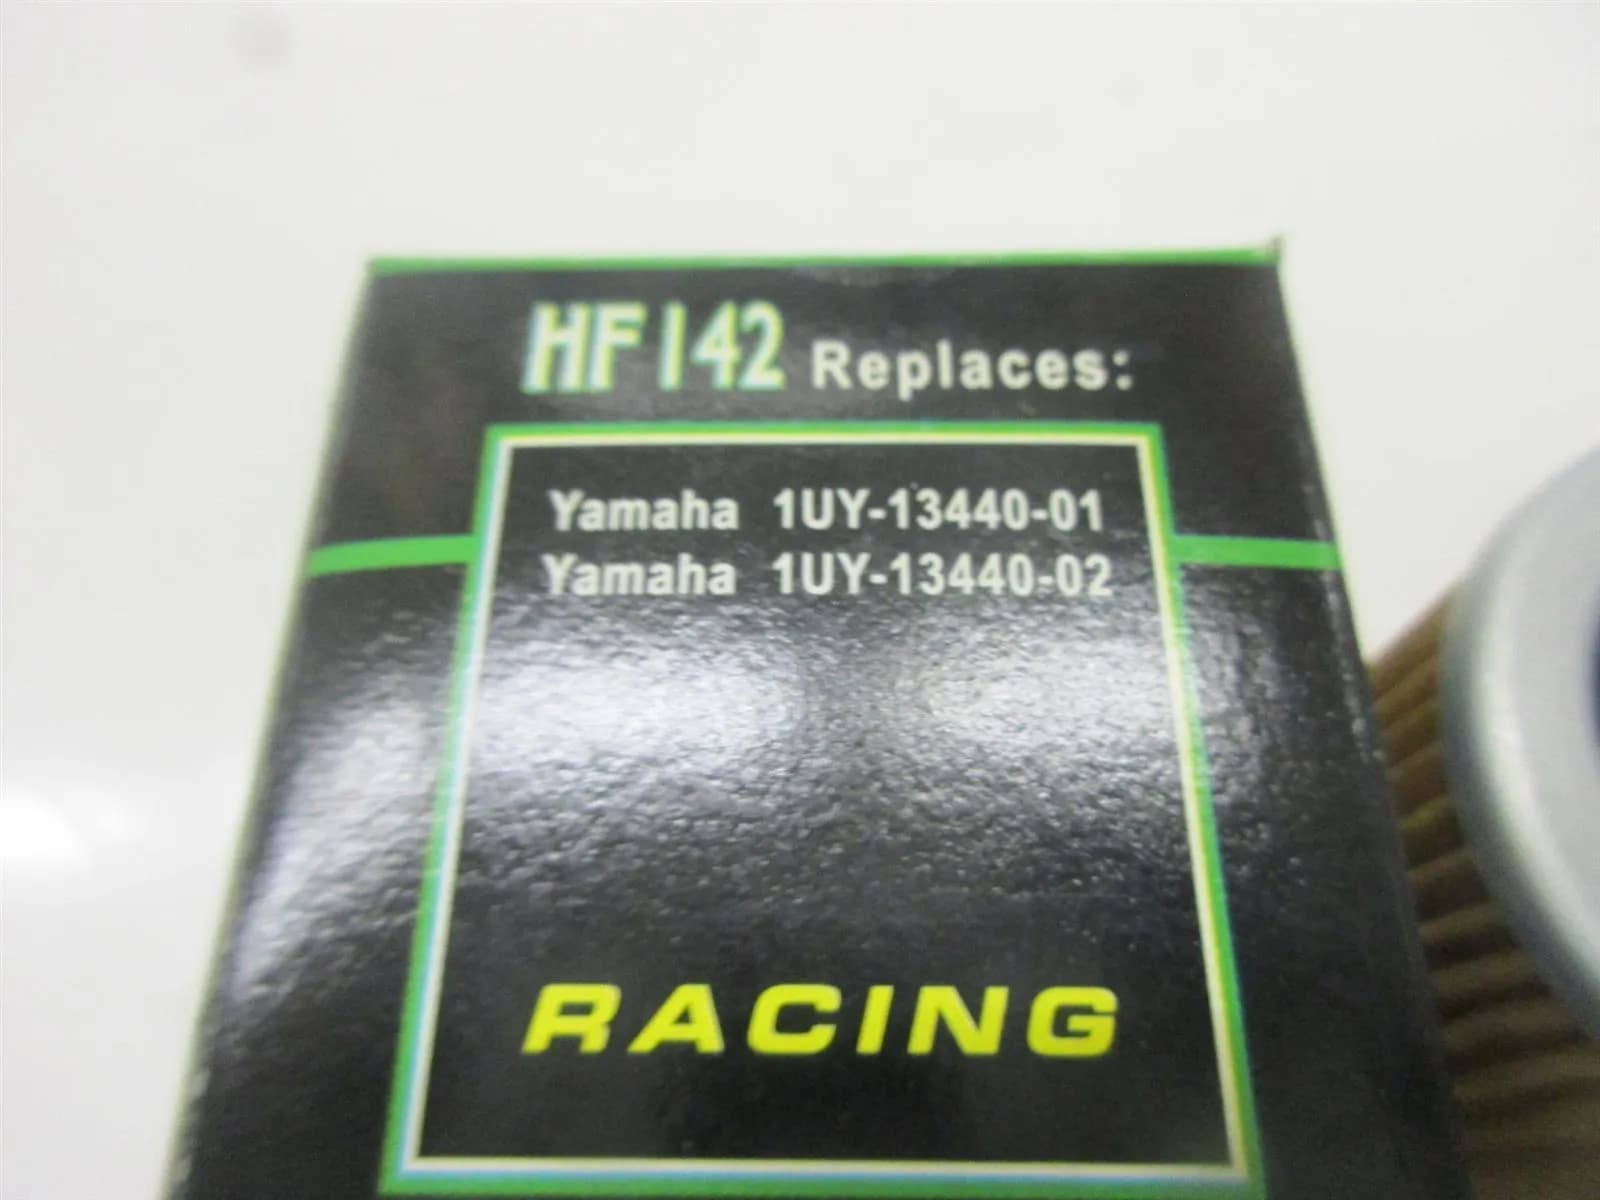 HF142 Replaces:
Yamaha 1UY-13440-01
Yamaha 1UY-13440-02
RACING